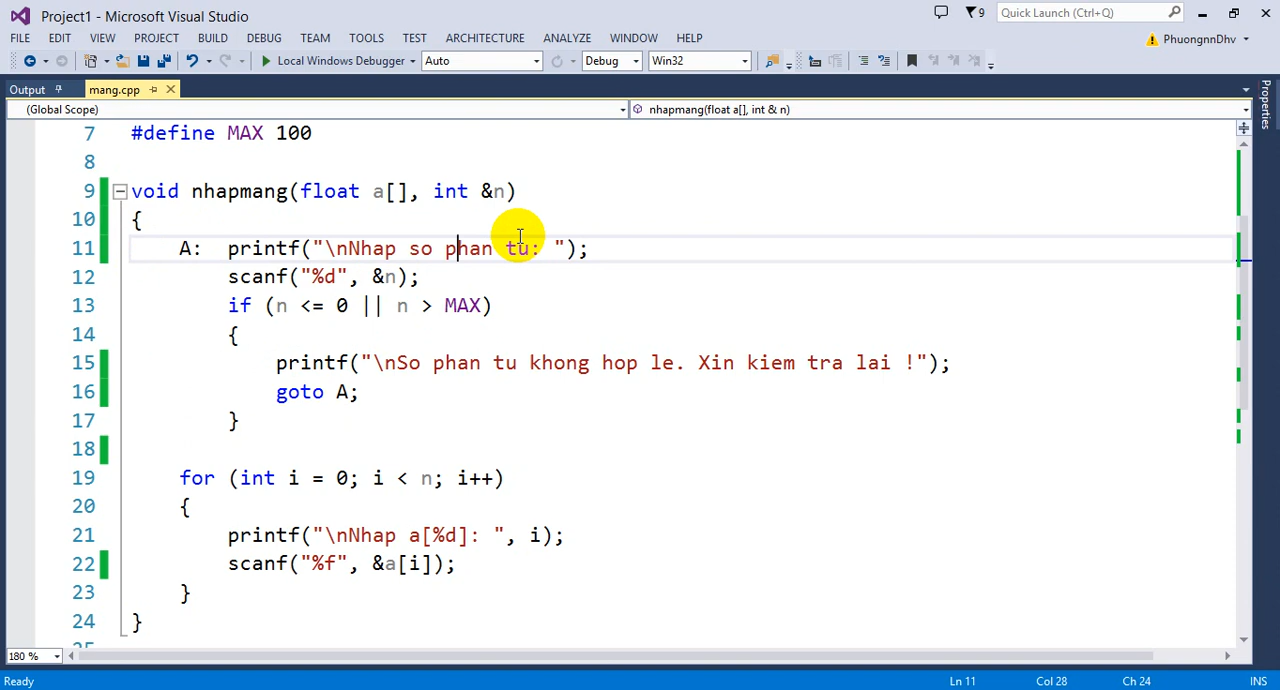 Project1 - Microsoft Visual Studio
9
Quick Launch (Ctrl+Q)
FILE EDIT VIEW PROJECT BUILD DEBUG TEAM TOOLS TEST ARCHITECTURE ANALYZE WINDOW HELP
PhuongnnDhv
Local Windows Debugger Auto Debug Win32
Output mang.cpp
(Global Scope) nhapmang(float a[], int & n)
Properties
7 #define MAX 100
8
9 void nhapmang(float a[], int &n)
10 {
11 A: printf("\nNhap so phan tu: ");
12 scanf("%d", &n);
13 if (n <= 0 || n > MAX)
14 {
15 printf("\nSo phan tu khong hop le. Xin kiem tra lai !");
16 goto A;
17 }
18
19 for (int i = 0; i < n; i++)
20 {
21 printf("\nNhap a[%d]: ", i);
22 scanf("%f", &a[i]);
23 }
24 }
25
180 %
Ready Ln 11 Col 28 Ch 24 INS